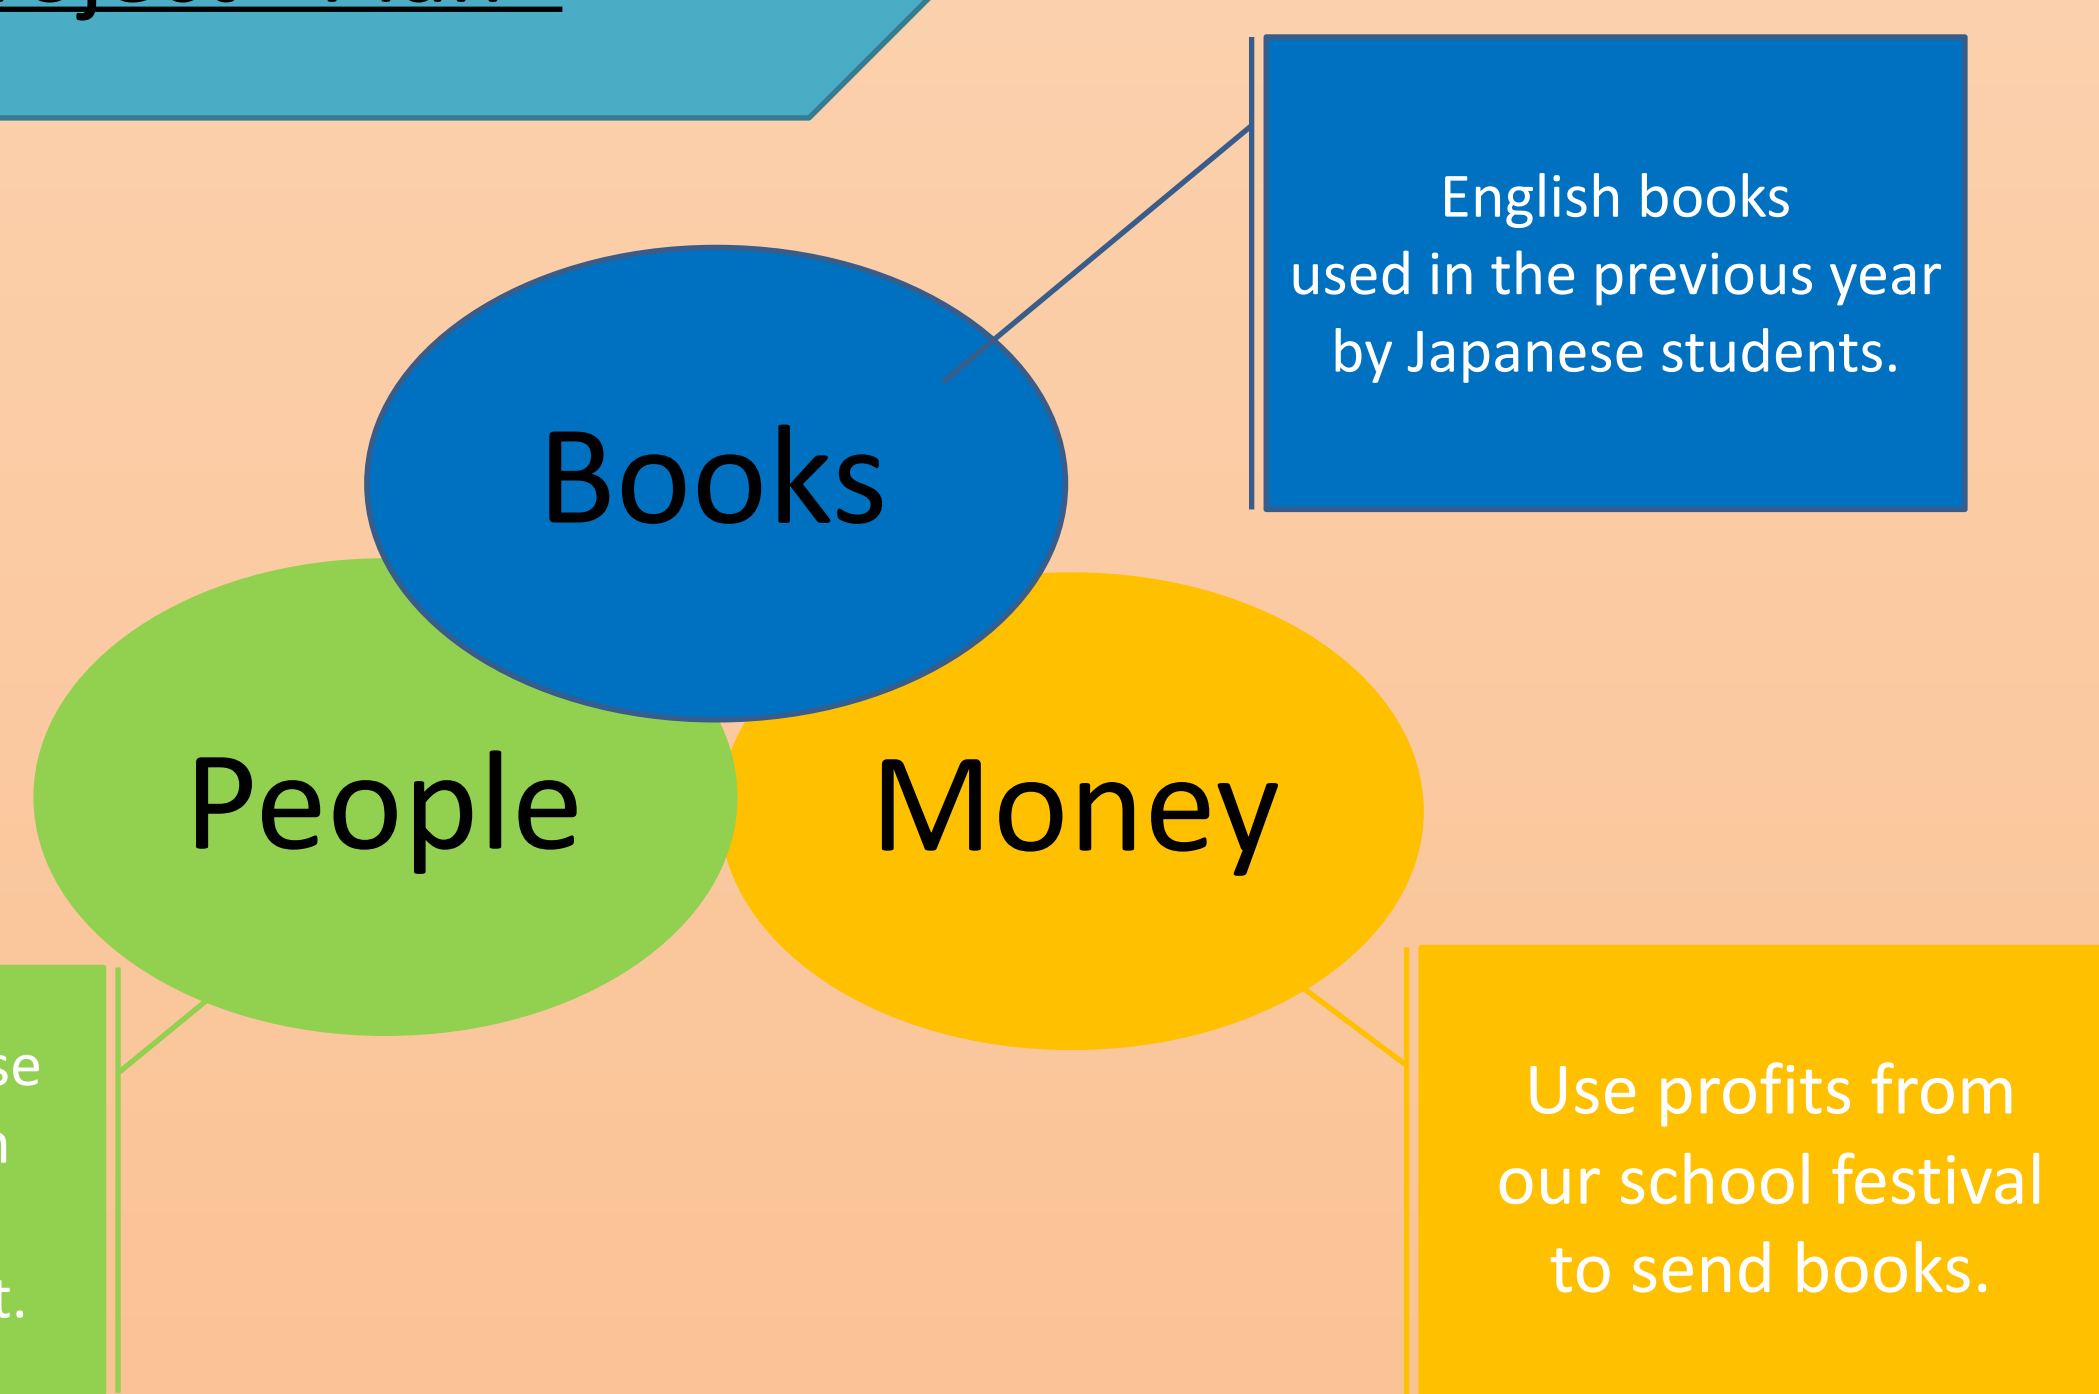 Plan
English books
used in the previous year
by Japanese students.
Books
People
Money
Use profits from
our school festival
to send books.